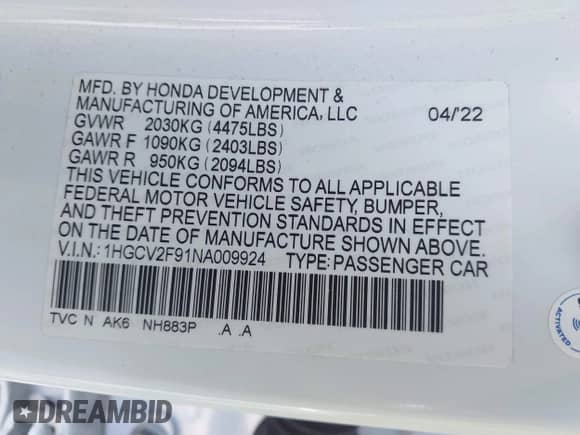 MFD. BY HONDA DEVELOPMENT &
MANUFACTURING OF AMERICA, LLC 04/'22
GVWR 2030KG (4475LBS)
GAWR F 1090KG (2403LBS)
GAWR R 950KG (2094LBS)
THIS VEHICLE CONFORMS TO ALL APPLICABLE
FEDERAL MOTOR VEHICLE SAFETY, BUMPER,
AND THEFT PREVENTION STANDARDS IN EFFECT
ON THE DATE OF MANUFACTURE SHOWN ABOVE.
V.I.N.: 1HGCV2F91NA009924 TYPE: PASSENGER CAR
TVC N AK6 NH883P .A .A
ACTIVATED
DREAMBID